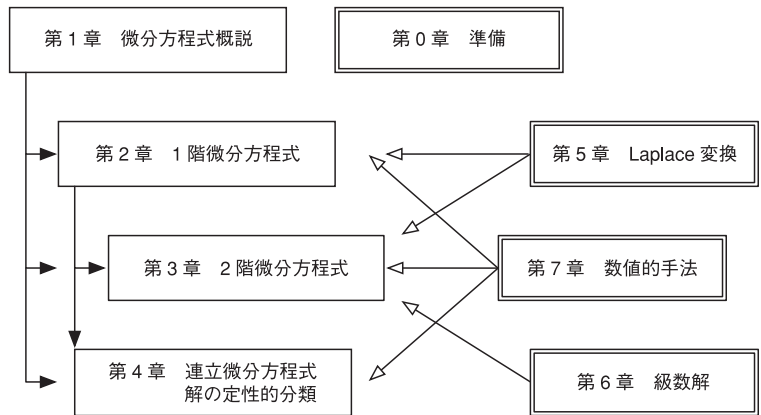 第1章　微分方程式概説
第0章　準備
第2章　1階微分方程式
第5章　Laplace 変換
第3章　2階微分方程式
第7章　数値的手法
第4章　連立微分方程式
解の定性的分類
第6章　級数解